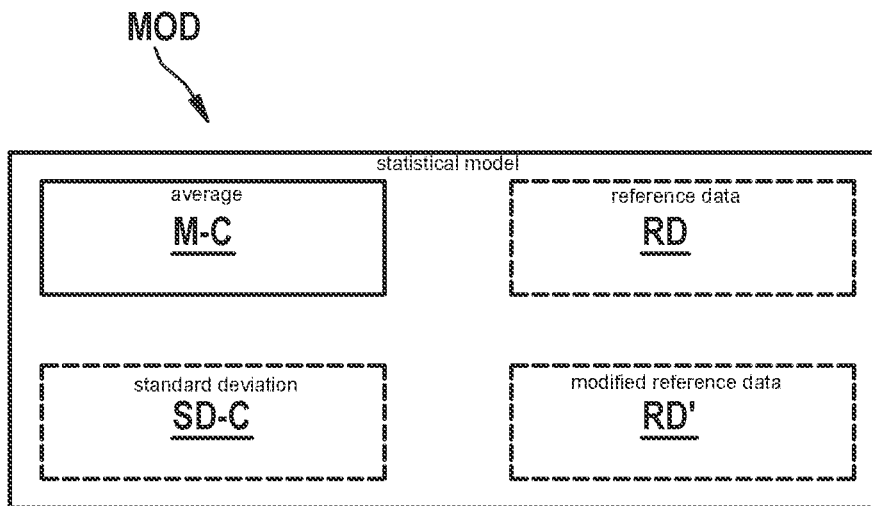 MOD
statistical model
average
M-C
reference data
RD
standard deviation
SD-C
modified reference data
RD'